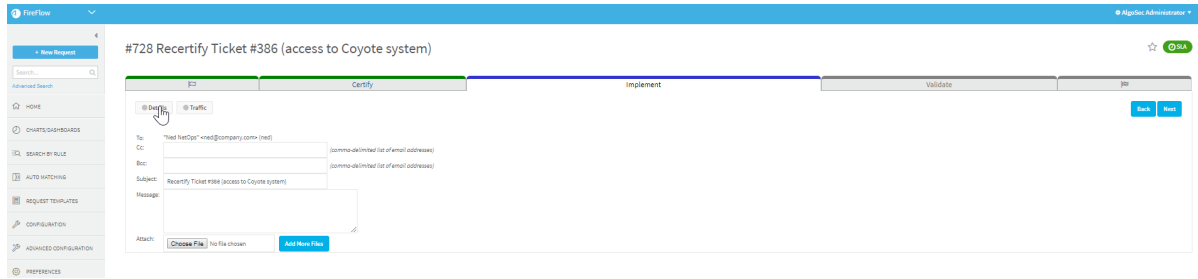 FireFlow
AlgoSec Administrator
+ New Request
#728 Recertify Ticket #386 (access to Coyote system)
SLA
Search...
Advanced Search
Certify
Implement
Validate
HOME
Details
Traffic
Back
Next
CHARTS/DASHBOARDS
To: "Ned NetOps" <ned@company.com> (ned)
Cc: (comma-delimited list of email addresses)
SEARCH BY RULE
Bcc: (comma-delimited list of email addresses)
AUTO MATCHING
Subject: Recertify Ticket #386 (access to Coyote system)
Message:
REQUEST TEMPLATES
CONFIGURATION
Attach: Choose File No file chosen Add More Files
ADVANCED CONFIGURATION
PREFERENCES